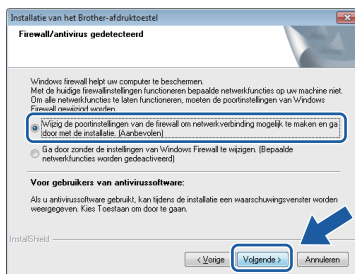 Installatie van het Brother-afdruktoestel
Firewall/antivirus gedetecteerd
Windows firewall helpt uw computer te beschermen.
Met de huidige firewallinstellingen functioneren bepaalde netwerkfuncties op uw machine niet.
Om alle netwerkfuncties te laten functioneren, moeten de poortinstellingen van Windows
Firewall gewijzigd worden.
Wijzig de poortinstellingen van de firewall om netwerkverbinding mogelijk te maken en ga
door met de installatie. (Aanbevolen)
Ga door zonder de instellingen van Windows Firewall te wijzigen. (Bepaalde
netwerkfuncties worden gedeactiveerd)
Voor gebruikers van antivirussoftware:
Als u antivirussoftware gebruikt, kan tijdens de installatie een waarschuwingsvenster worden
weergegeven. Kies Toestaan om door te gaan.
InstallShield
< Vorige
Volgende >
Annuleren